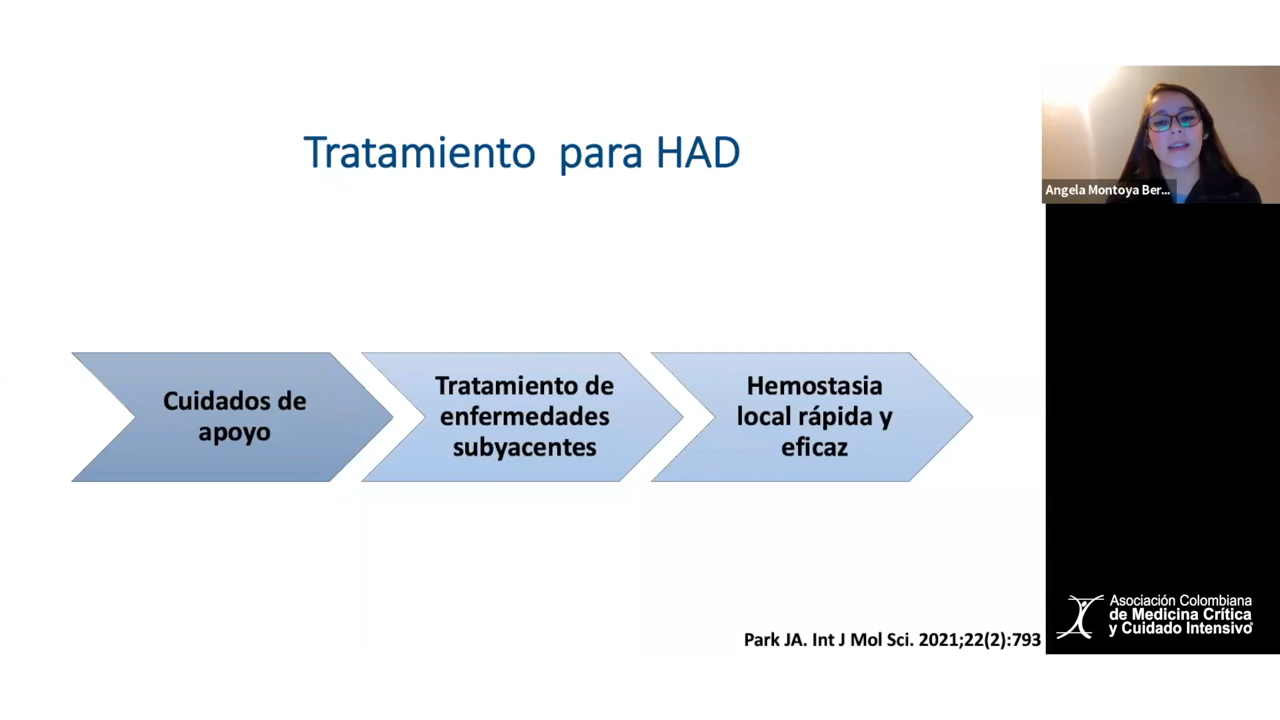 Tratamiento para HAD
Cuidados de
apoyo
Tratamiento de
enfermedades
subyacentes
Hemostasia
local rápida y
eficaz
Park JA. Int J Mol Sci. 2021;22(2):793
Angela Montoya Ber...
Asociación Colombiana
de Medicina Crítica
y Cuidado Intensivo